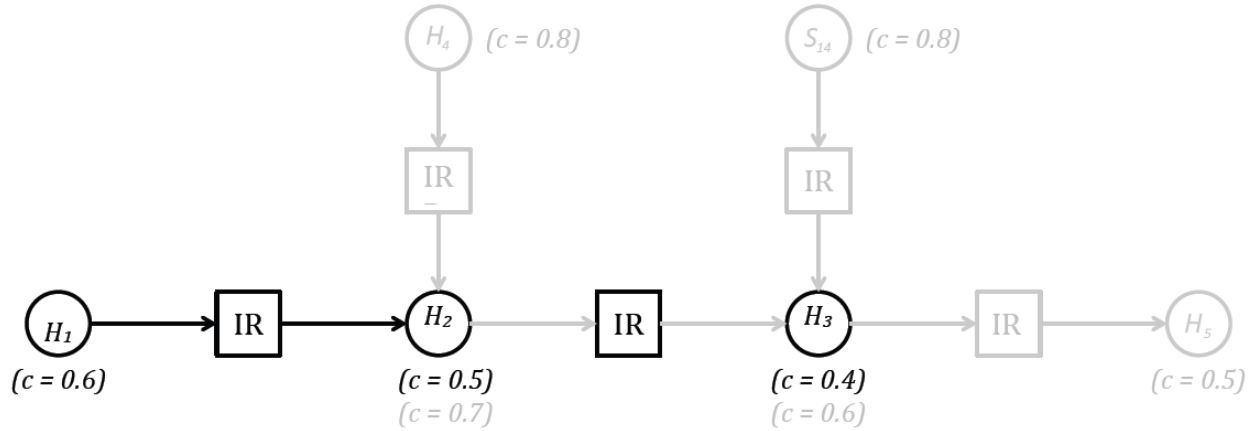 H₄ (c = 0.8) S₁₄ (c = 0.8)
IR IR
H₁ IR H₂ IR H₃ IR H₅
(c = 0.6) (c = 0.5) (c = 0.4) (c = 0.5)
(c = 0.7) (c = 0.6)